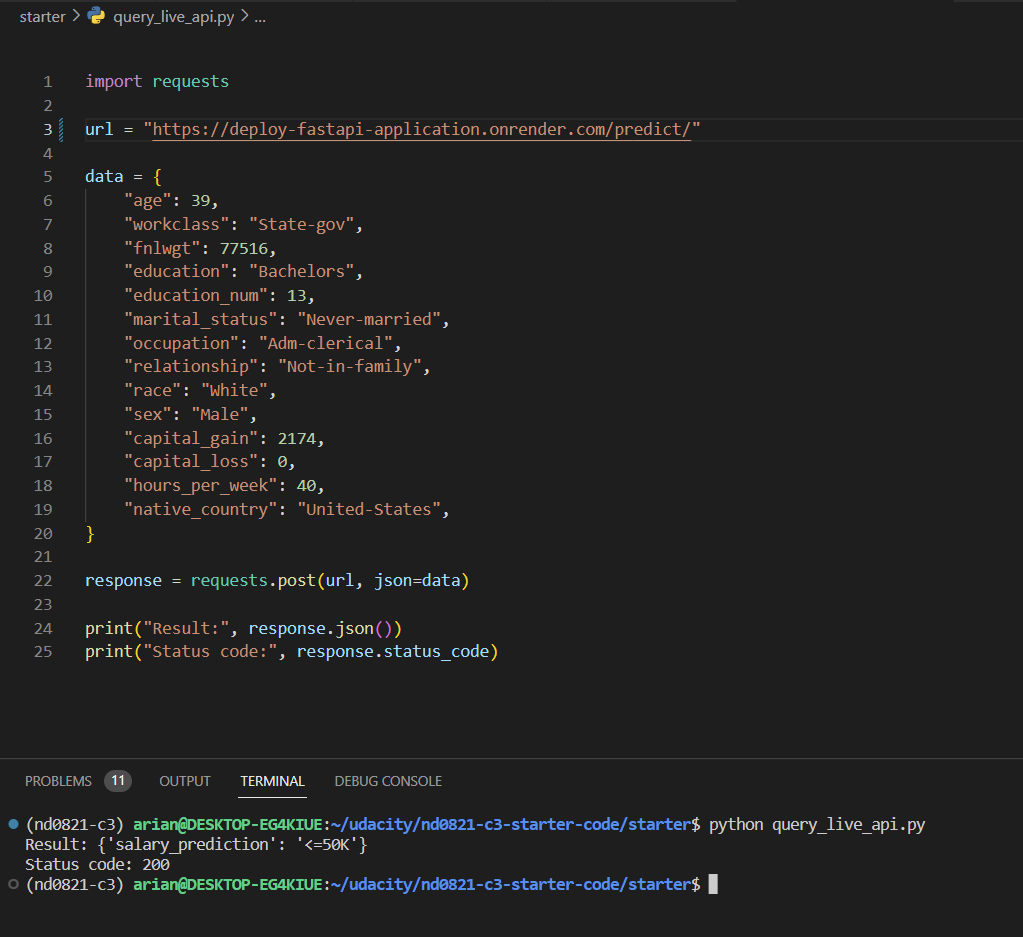 starter > query_live_api.py > ...
1 import requests
2
3 url = "https://deploy-fastapi-application.onrender.com/predict/"
4
5 data = {
6     "age": 39,
7     "workclass": "State-gov",
8     "fnlwgt": 77516,
9     "education": "Bachelors",
10     "education_num": 13,
11     "marital_status": "Never-married",
12     "occupation": "Adm-clerical",
13     "relationship": "Not-in-family",
14     "race": "White",
15     "sex": "Male",
16     "capital_gain": 2174,
17     "capital_loss": 0,
18     "hours_per_week": 40,
19     "native_country": "United-States",
20 }
21
22 response = requests.post(url, json=data)
23
24 print("Result:", response.json())
25 print("Status code:", response.status_code)
PROBLEMS 11 OUTPUT TERMINAL DEBUG CONSOLE
(nd0821-c3) arian@DESKTOP-EG4KIUE:~/udacity/nd0821-c3-starter-code/starter$ python query_live_api.py
Result: {'salary_prediction': '<=50K'}
Status code: 200
(nd0821-c3) arian@DESKTOP-EG4KIUE:~/udacity/nd0821-c3-starter-code/starter$